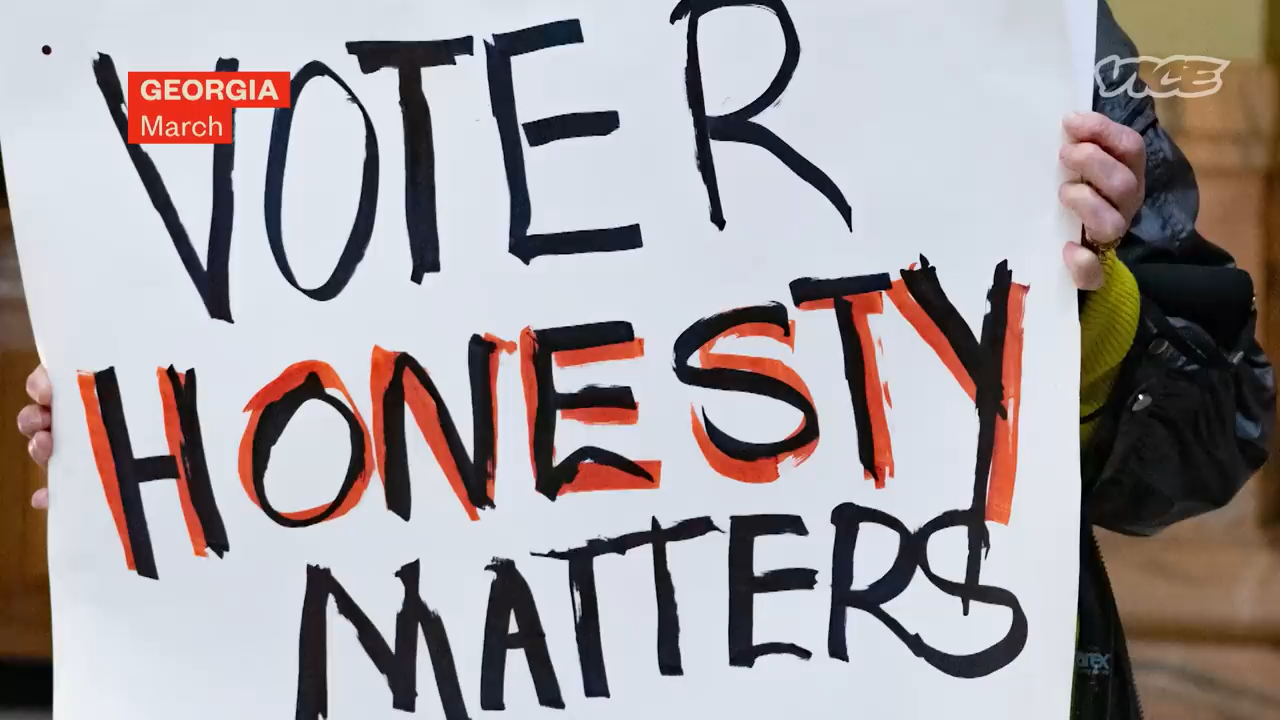 GEORGIA
March
VICE
VOTER
HONESTY
MATTERS